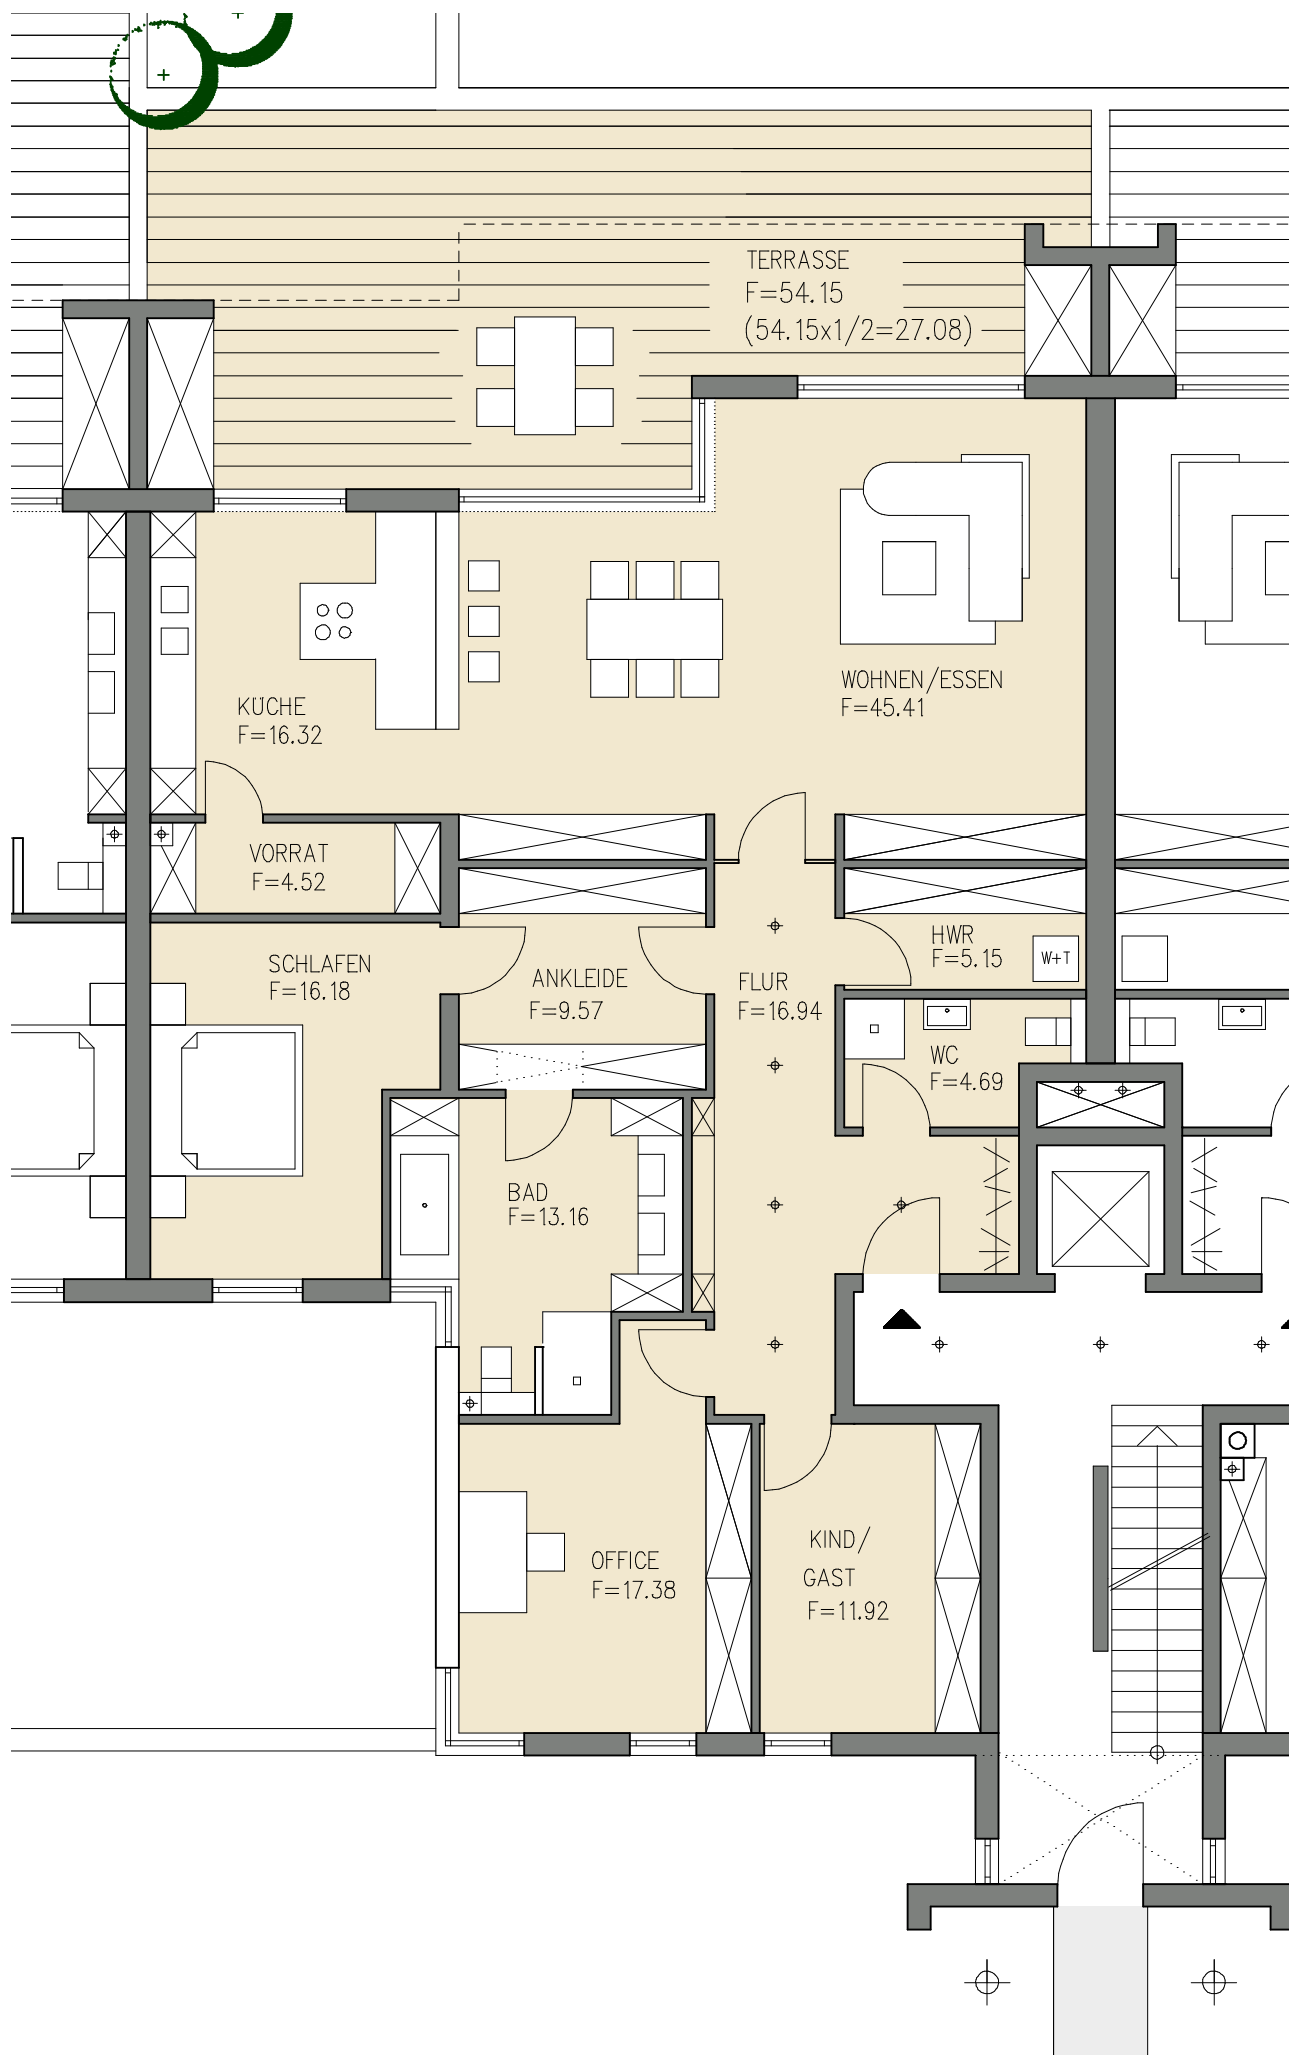 TERRASSE
F=54.15
(54.15x1/2=27.08)
WOHNEN/ESSEN
F=45.41
KÜCHE
F=16.32
VORRAT
F=4.52
SCHLAFEN
F=16.18
ANKLEIDE
F=9.57
FLUR
F=16.94
HWR
F=5.15
W+T
WC
F=4.69
BAD
F=13.16
OFFICE
F=17.38
KIND/
GAST
F=11.92